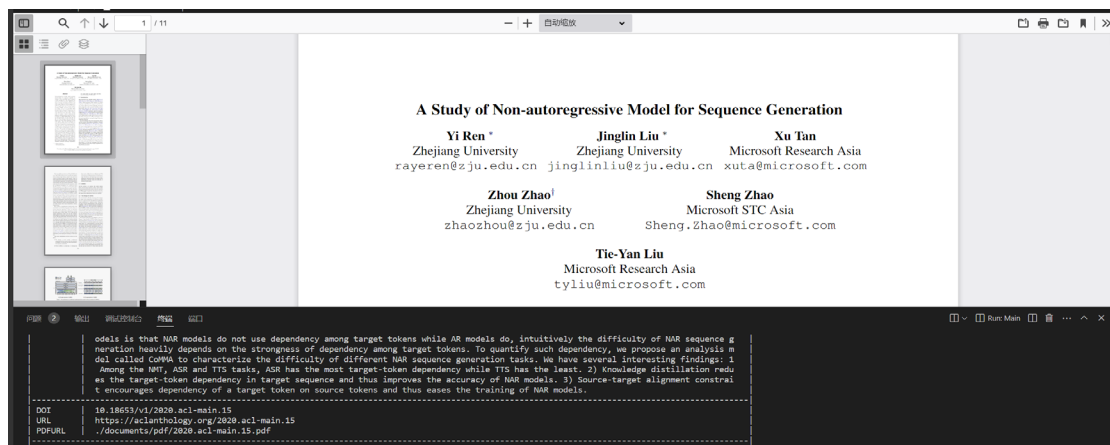 1 / 11
自动缩放
A Study of Non-autoregressive Model for Sequence Generation
Yi Ren * Jinglin Liu * Xu Tan
Zhejiang University Zhejiang University Microsoft Research Asia
rayeren@zju.edu.cn jinglinliu@zju.edu.cn xuta@microsoft.com
Zhou Zhao† Sheng Zhao
Zhejiang University Microsoft STC Asia
zhaozhou@zju.edu.cn Sheng.Zhao@microsoft.com
Tie-Yan Liu
Microsoft Research Asia
tyliu@microsoft.com
问题 2 输出 调试控制台 终端 端口 Run: Main
odels is that NAR models do not use dependency among target tokens while AR models do, intuitively the difficulty of NAR sequence g
neration heavily depends on the strongness of dependency among target tokens. To quantify such dependency, we propose an analysis m
del called CoMMA to characterize the difficulty of different NAR sequence generation tasks. We have several interesting findings: 1
Among the NMT, ASR and TTS tasks, ASR has the most target-token dependency while TTS has the least. 2) Knowledge distillation redu
es the target-token dependency in target sequence and thus improves the accuracy of NAR models. 3) Source-target alignment constrai
t encourages dependency of a target token on source tokens and thus eases the training of NAR models.
DOI | 10.18653/v1/2020.acl-main.15
URL | https://aclanthology.org/2020.acl-main.15
PDFURL | ./documents/pdf/2020.acl-main.15.pdf